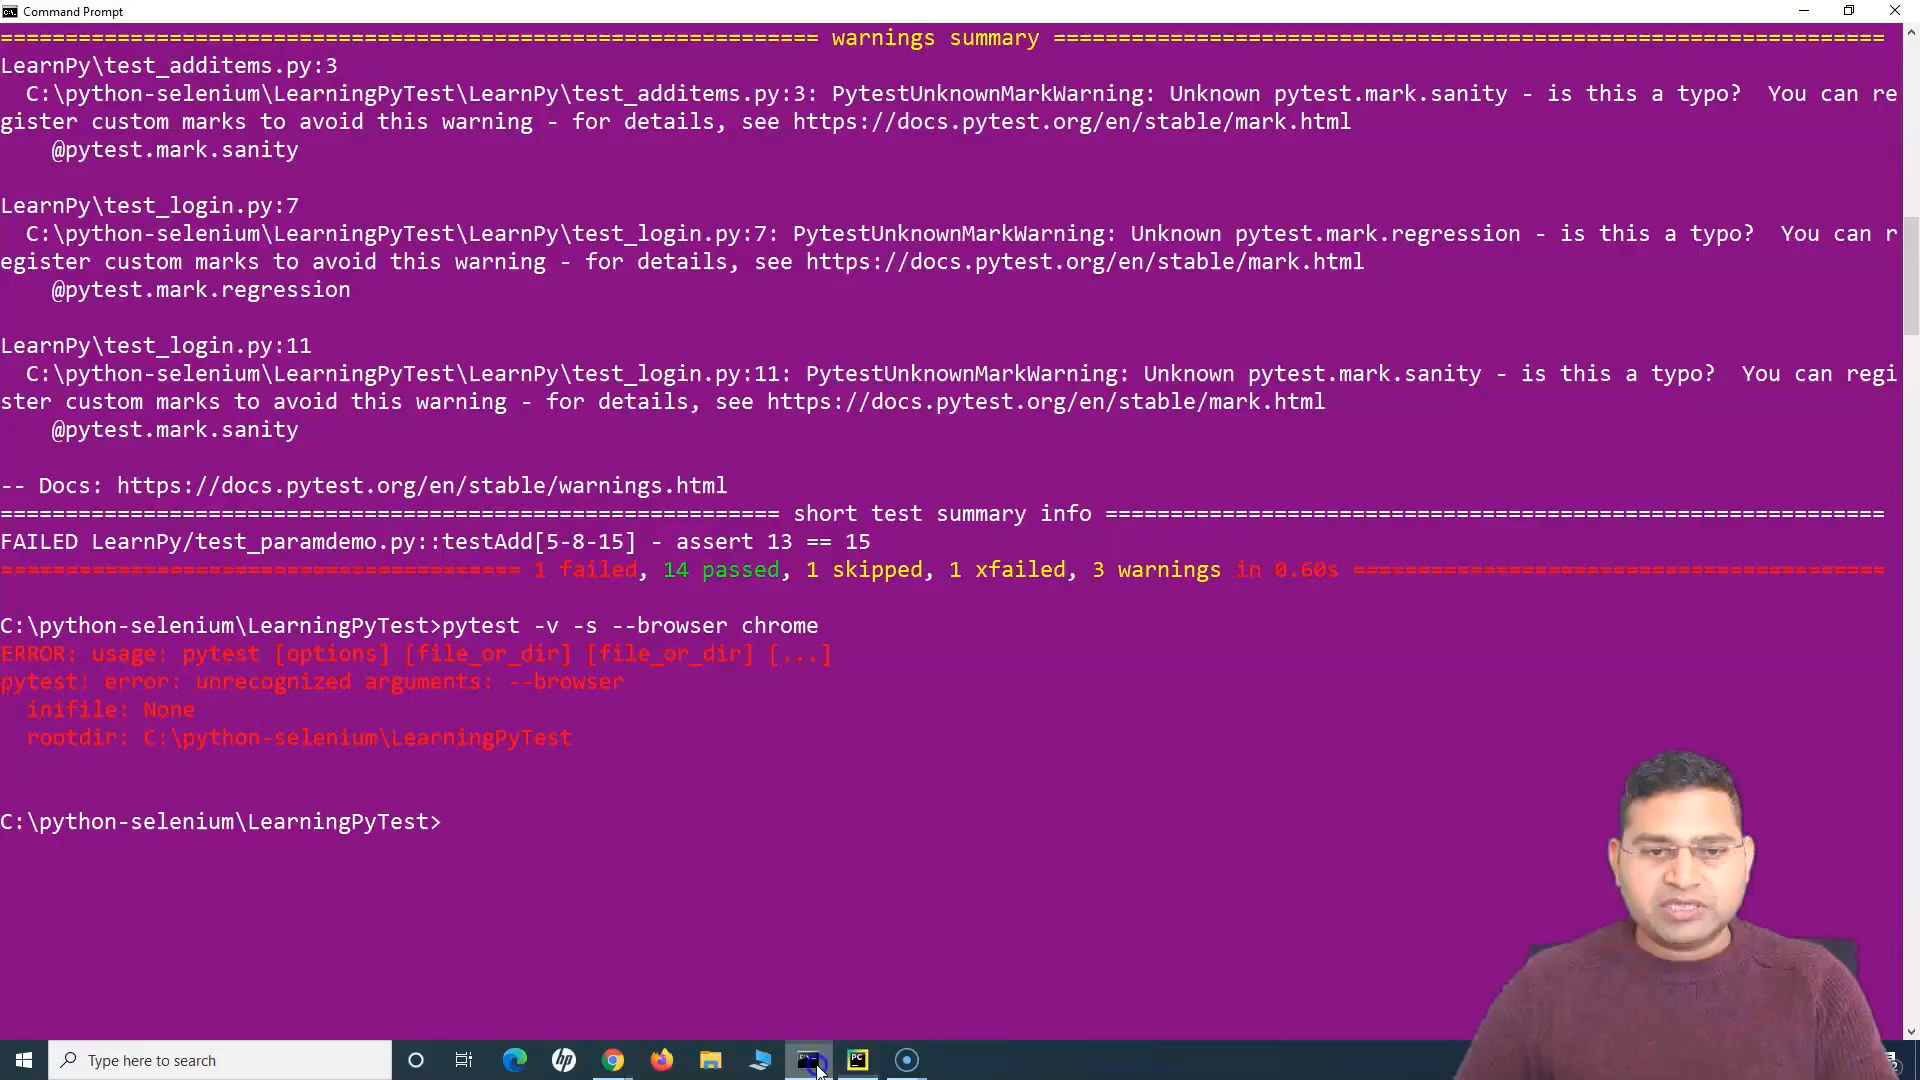 Command Prompt
================================================================ warnings summary ================================================================
LearnPy\test_additems.py:3
C:\python-selenium\LearningPyTest\LearnPy\test_additems.py:3: PytestUnknownMarkWarning: Unknown pytest.mark.sanity - is this a typo?  You can re
gister custom marks to avoid this warning - for details, see https://docs.pytest.org/en/stable/mark.html
@pytest.mark.sanity
LearnPy\test_login.py:7
C:\python-selenium\LearningPyTest\LearnPy\test_login.py:7: PytestUnknownMarkWarning: Unknown pytest.mark.regression - is this a typo?  You can r
egister custom marks to avoid this warning - for details, see https://docs.pytest.org/en/stable/mark.html
@pytest.mark.regression
LearnPy\test_login.py:11
C:\python-selenium\LearningPyTest\LearnPy\test_login.py:11: PytestUnknownMarkWarning: Unknown pytest.mark.sanity - is this a typo?  You can regi
ster custom marks to avoid this warning - for details, see https://docs.pytest.org/en/stable/mark.html
@pytest.mark.sanity
-- Docs: https://docs.pytest.org/en/stable/warnings.html
============================================================ short test summary info ============================================================
FAILED LearnPy/test_paramdemo.py::testAdd[5-8-15] - assert 13 == 15
======================================== 1 failed, 14 passed, 1 skipped, 1 xfailed, 3 warnings in 0.60s =========================================
C:\python-selenium\LearningPyTest>pytest -v -s --browser chrome
ERROR: usage: pytest [options] [file_or_dir] [file_or_dir] [...]
pytest: error: unrecognized arguments: --browser
inifile: None
rootdir: C:\python-selenium\LearningPyTest
C:\python-selenium\LearningPyTest>
Type here to search
hp
PC